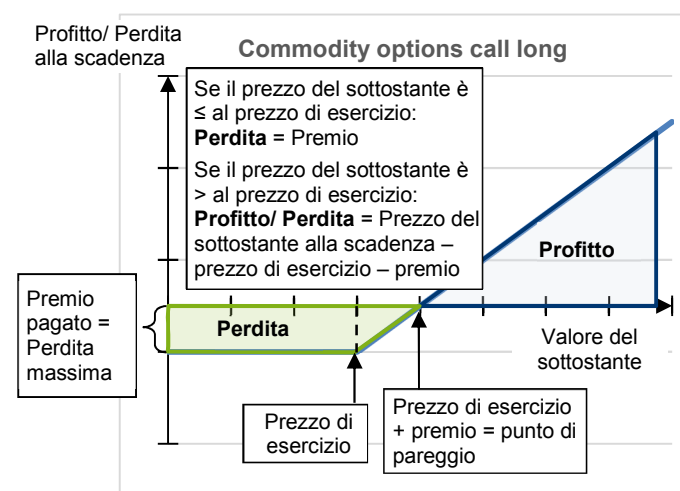 Profitto/ Perdita
alla scadenza
Commodity options call long
Se il prezzo del sottostante è
≤ al prezzo di esercizio:
Perdita = Premio
Se il prezzo del sottostante è
> al prezzo di esercizio:
Profitto/ Perdita = Prezzo del
sottostante alla scadenza –
prezzo di esercizio – premio
Profitto
Premio
pagato =
Perdita
massima
Perdita
Valore del
sottostante
Prezzo di
esercizio
Prezzo di esercizio
+ premio = punto di
pareggio